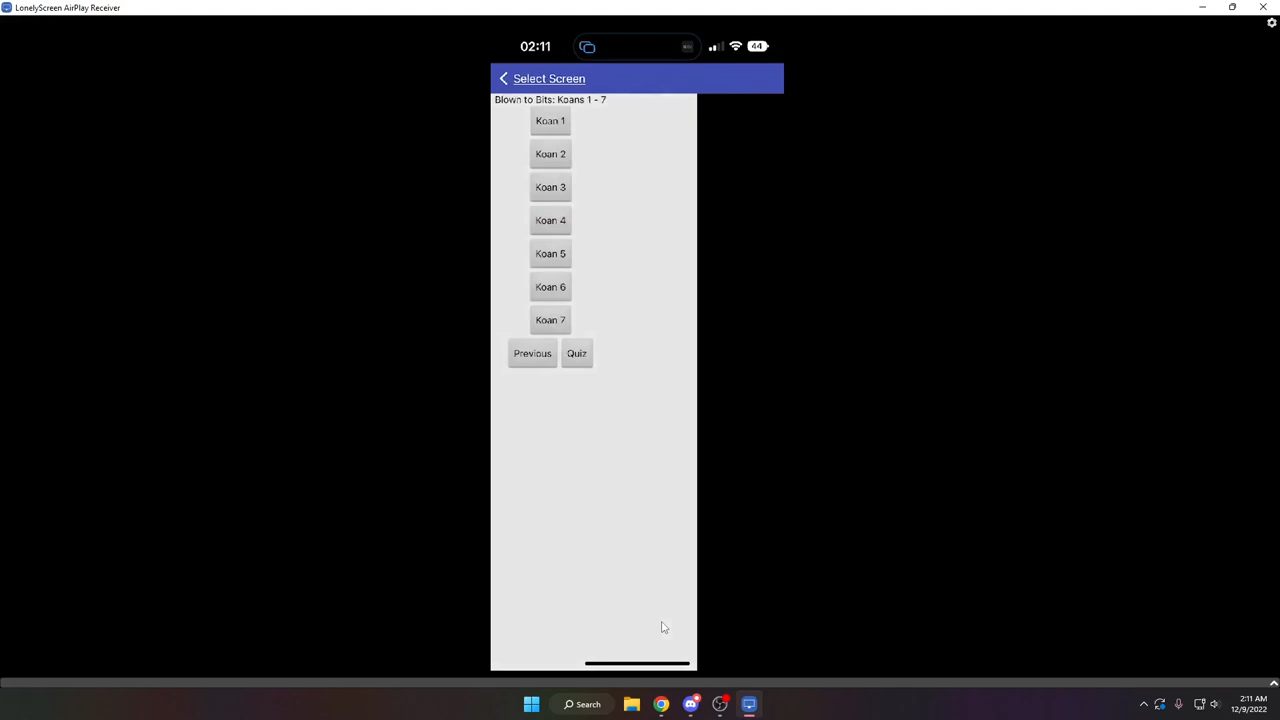 LonelyScreen AirPlay Receiver
02:11
44
Select Screen
Blown to Bits: Koans 1 - 7
Koan 1
Koan 2
Koan 3
Koan 4
Koan 5
Koan 6
Koan 7
Previous
Quiz
Search
2:11 AM
12/9/2022